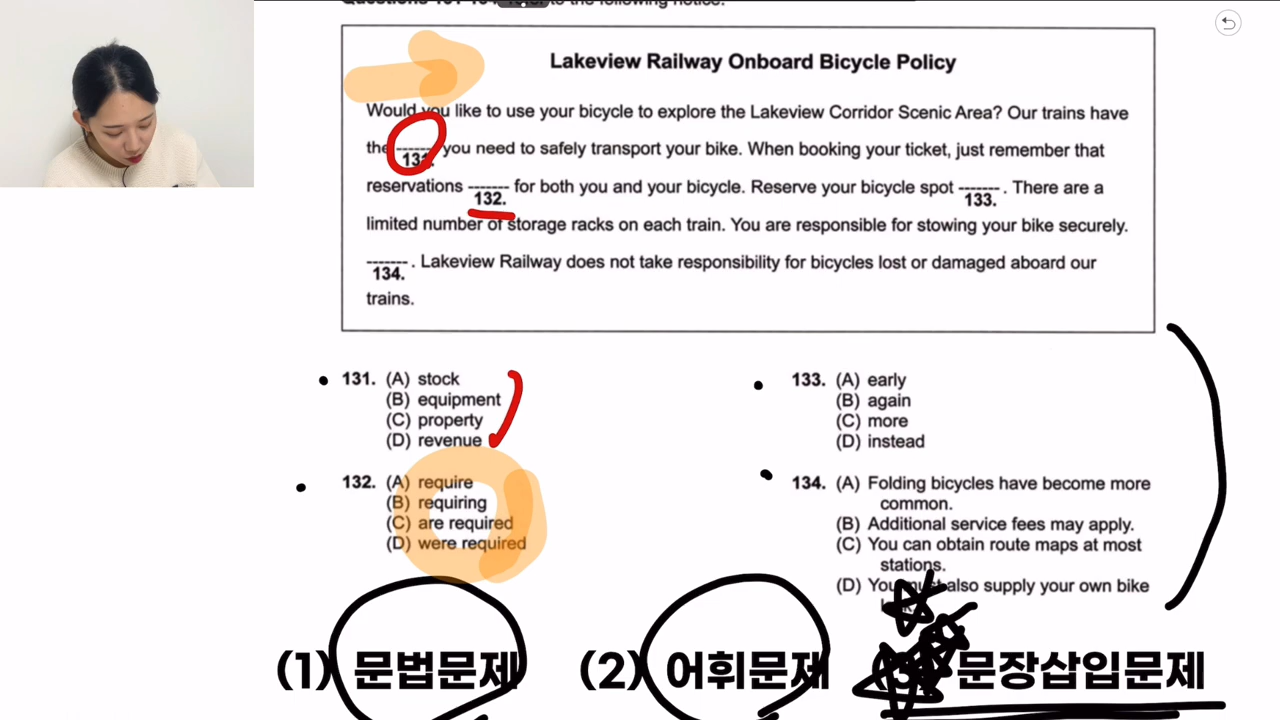 Lakeview Railway Onboard Bicycle Policy
Would you like to use your bicycle to explore the Lakeview Corridor Scenic Area? Our trains have
the ------- you need to safely transport your bike. When booking your ticket, just remember that
131.
reservations ------- for both you and your bicycle. Reserve your bicycle spot ------- . There are a
132. 133.
limited number of storage racks on each train. You are responsible for stowing your bike securely.
------- . Lakeview Railway does not take responsibility for bicycles lost or damaged aboard our
134.
trains.
131. (A) stock
(B) equipment
(C) property
(D) revenue
132. (A) require
(B) requiring
(C) are required
(D) were required
133. (A) early
(B) again
(C) more
(D) instead
134. (A) Folding bicycles have become more
common.
(B) Additional service fees may apply.
(C) You can obtain route maps at most
stations.
(D) You must also supply your own bike
(1) 문법문제 (2) 어휘문제 문장삽입문제